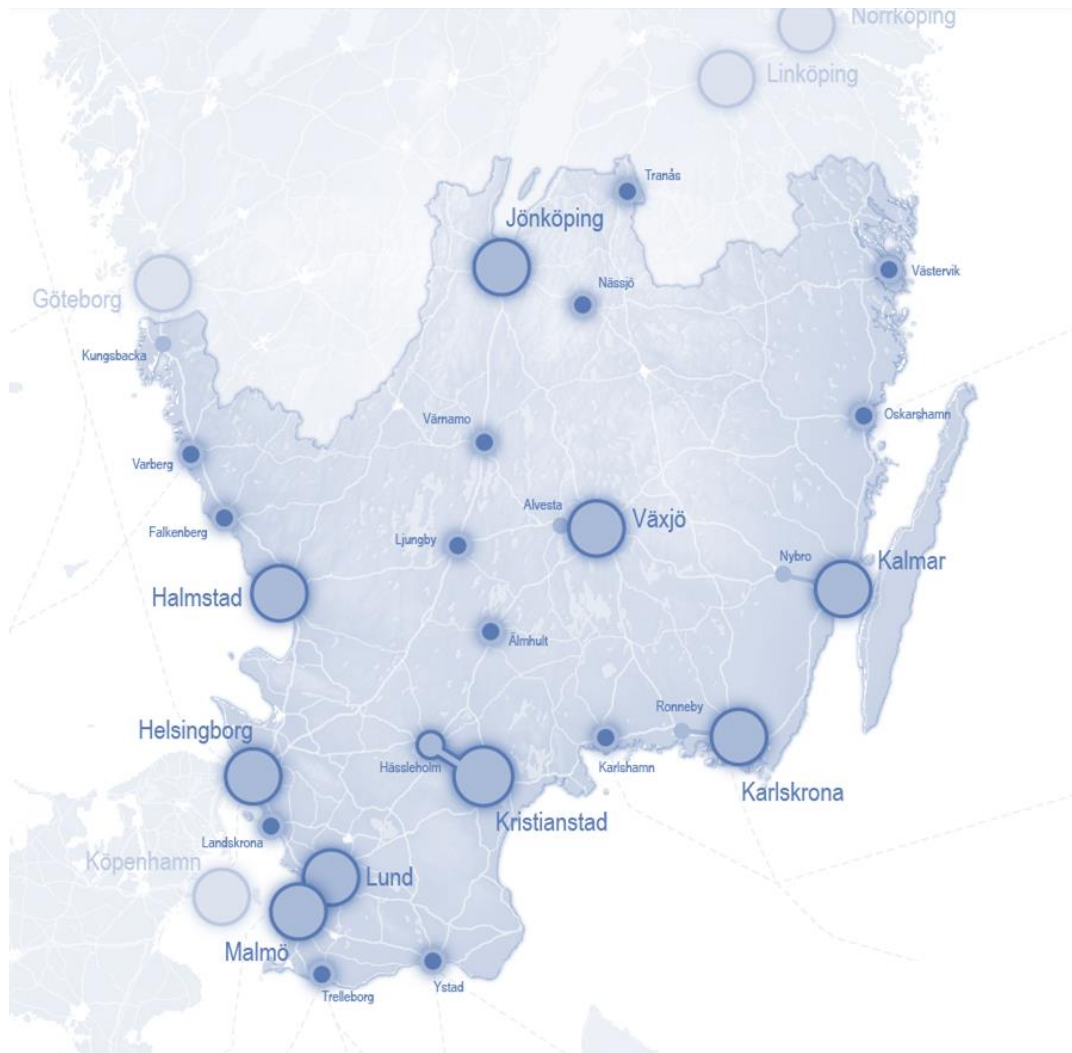 Norrköping
Linköping
Tranås
Jönköping
Västervik
Nässjö
Göteborg
Kungsbacka
Oskarshamn
Värnamo
Varberg
Alvesta
Växjö
Falkenberg
Ljungby
Nybro
Kalmar
Halmstad
Älmhult
Ronneby
Helsingborg
Hässleholm
Karlshamn
Karlskrona
Kristianstad
Landskrona
Köpenhamn
Lund
Malmö
Trelleborg
Ystad